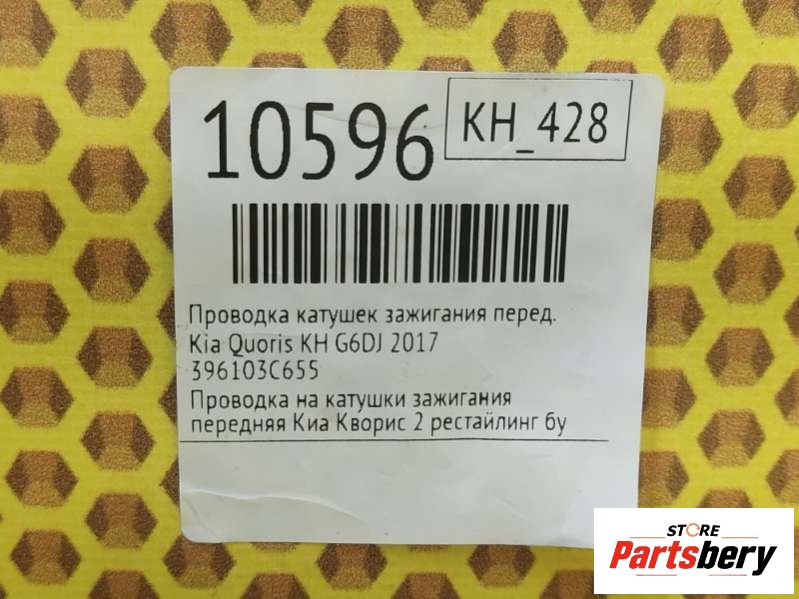 10596
KH_428
Проводка катушек зажигания перед.
Kia Quoris KH G6DJ 2017
396103C655
Проводка на катушки зажигания
передняя Киа Кворис 2 рестайлинг бу
STORE
Partsbery